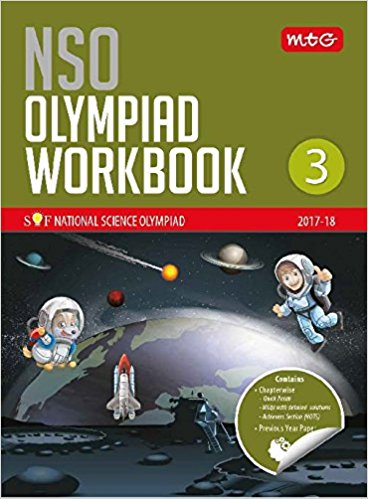 mtG
NSO
OLYMPIAD
WORKBOOK
3
SOF NATIONAL SCIENCE OLYMPIAD
2017-18
Contains
• Chapterwise
- Quick Recap
- MCQs with detailed solutions
- Achievers Section (HOTS)
• Previous Year Paper